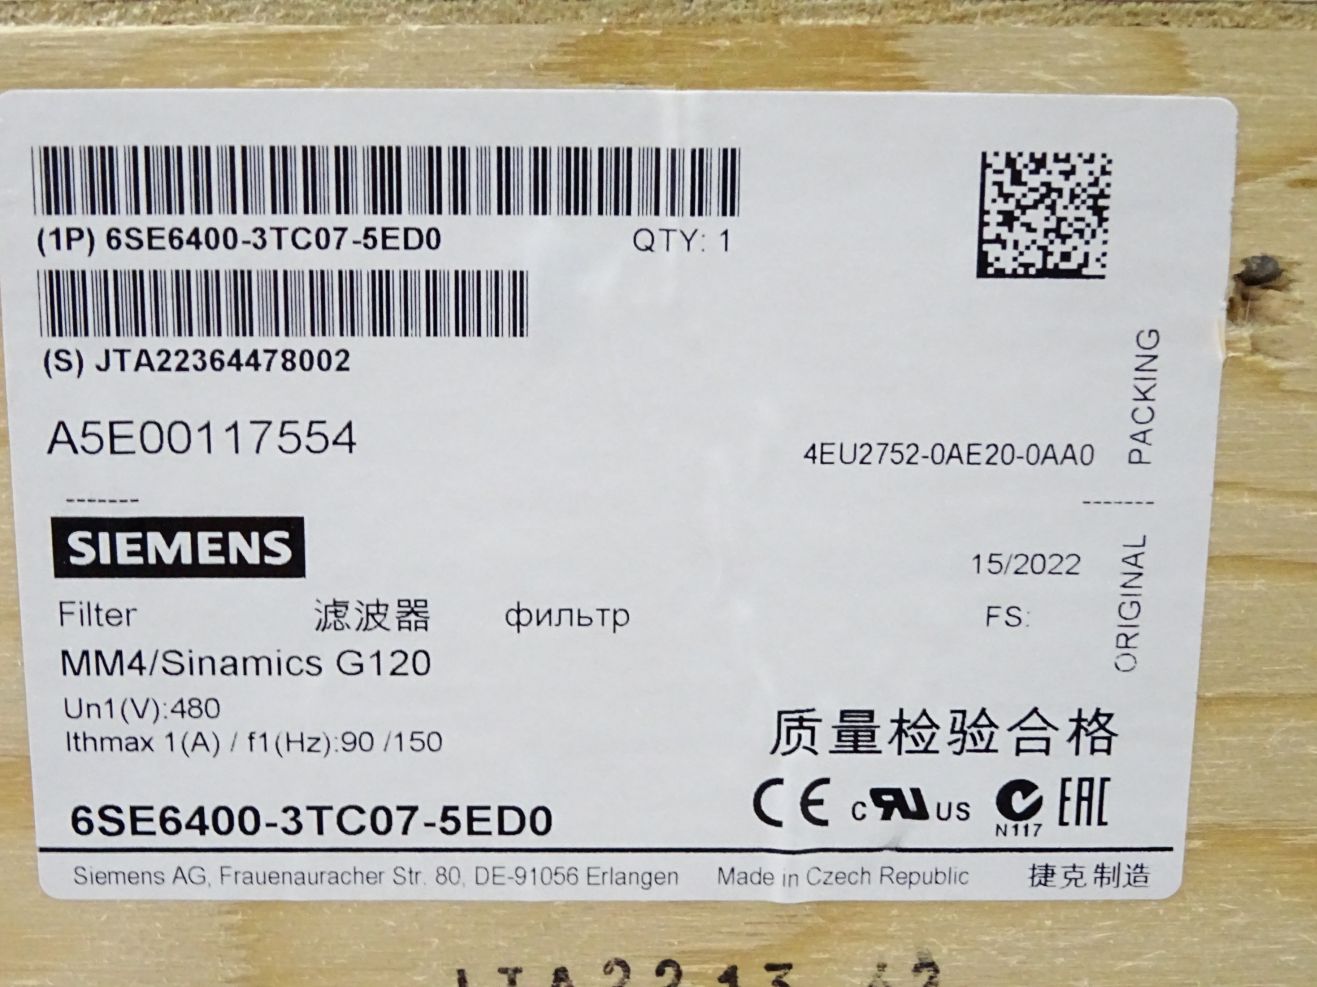 (1P) 6SE6400-3TC07-5ED0 QTY: 1
(S) JTA22364478002
A5E00117554
4EU2752-0AE20-0AA0
ORIGINAL PACKING
SIEMENS
15/2022
Filter 滤波器 фильтр
FS:
MM4/Sinamics G120
Un1(V):480
Ithmax 1(A) / f1(Hz):90 /150
质量检验合格
6SE6400-3TC07-5ED0
CE c RU US N117 EAC
Siemens AG, Frauenauracher Str. 80, DE-91056 Erlangen Made in Czech Republic 捷克制造